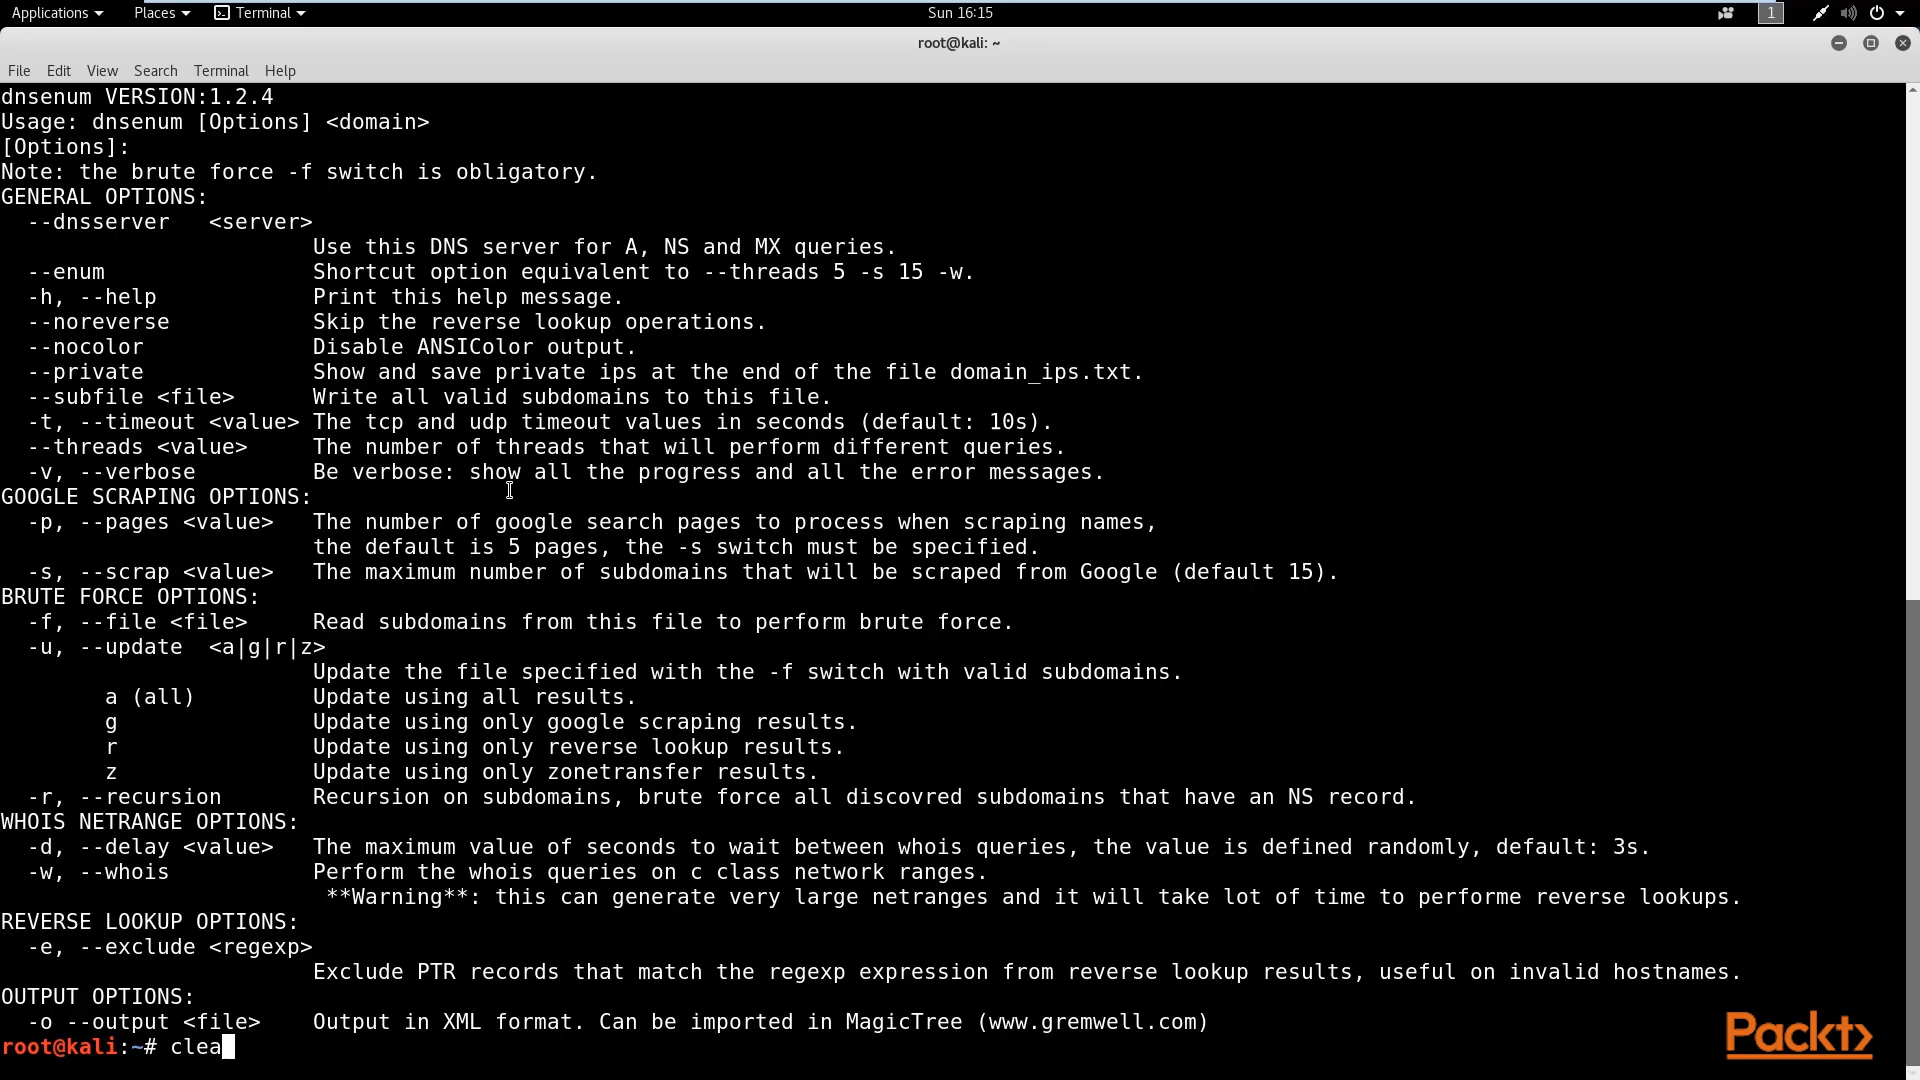 Applications Places Terminal Sun 16:15 1
root@kali: ~
File Edit View Search Terminal Help
dnsenum VERSION:1.2.4
Usage: dnsenum [Options] <domain>
[Options]:
Note: the brute force -f switch is obligatory.
GENERAL OPTIONS:
  --dnsserver   <server>
                        Use this DNS server for A, NS and MX queries.
  --enum                Shortcut option equivalent to --threads 5 -s 15 -w.
  -h, --help            Print this help message.
  --noreverse           Skip the reverse lookup operations.
  --nocolor             Disable ANSIColor output.
  --private             Show and save private ips at the end of the file domain_ips.txt.
  --subfile <file>      Write all valid subdomains to this file.
  -t, --timeout <value> The tcp and udp timeout values in seconds (default: 10s).
  --threads <value>     The number of threads that will perform different queries.
  -v, --verbose         Be verbose: show all the progress and all the error messages.
GOOGLE SCRAPING OPTIONS:
  -p, --pages <value>   The number of google search pages to process when scraping names,
                        the default is 5 pages, the -s switch must be specified.
  -s, --scrap <value>   The maximum number of subdomains that will be scraped from Google (default 15).
BRUTE FORCE OPTIONS:
  -f, --file <file>     Read subdomains from this file to perform brute force.
  -u, --update  <a|g|r|z>
                        Update the file specified with the -f switch with valid subdomains.
        a (all)         Update using all results.
        g               Update using only google scraping results.
        r               Update using only reverse lookup results.
        z               Update using only zonetransfer results.
  -r, --recursion       Recursion on subdomains, brute force all discovred subdomains that have an NS record.
WHOIS NETRANGE OPTIONS:
  -d, --delay <value>   The maximum value of seconds to wait between whois queries, the value is defined randomly, default: 3s.
  -w, --whois           Perform the whois queries on c class network ranges.
                         **Warning**: this can generate very large netranges and it will take lot of time to performe reverse lookups.
REVERSE LOOKUP OPTIONS:
  -e, --exclude <regexp>
                        Exclude PTR records that match the regexp expression from reverse lookup results, useful on invalid hostnames.
OUTPUT OPTIONS:
  -o --output <file>    Output in XML format. Can be imported in MagicTree (www.gremwell.com)
root@kali:~# clea
Packt>